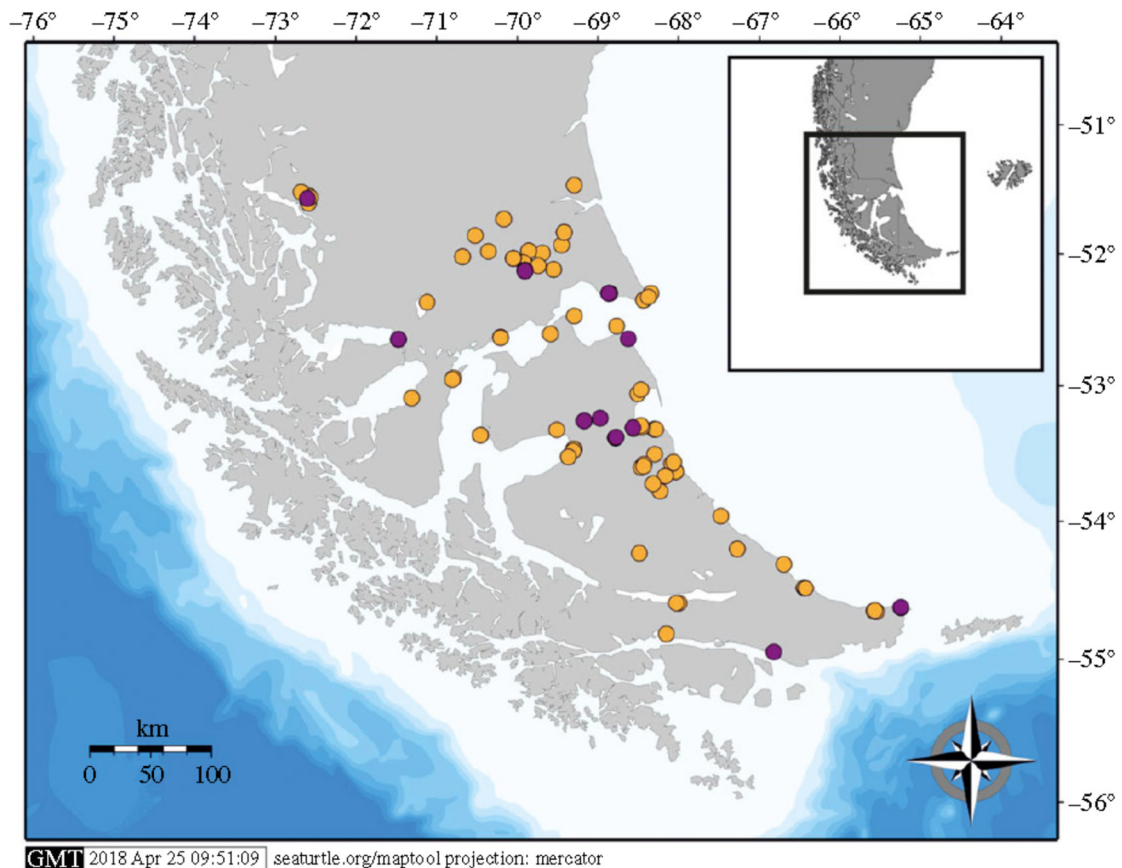 –76° –75° –74° –73° –72° –71° –70° –69° –68° –67° –66° –65° –64°
–51°
–52°
–53°
–54°
–55°
–56°
km
0 50 100
GMT 2018 Apr 25 09:51:09 seaturtle.org/maptool projection: mercator